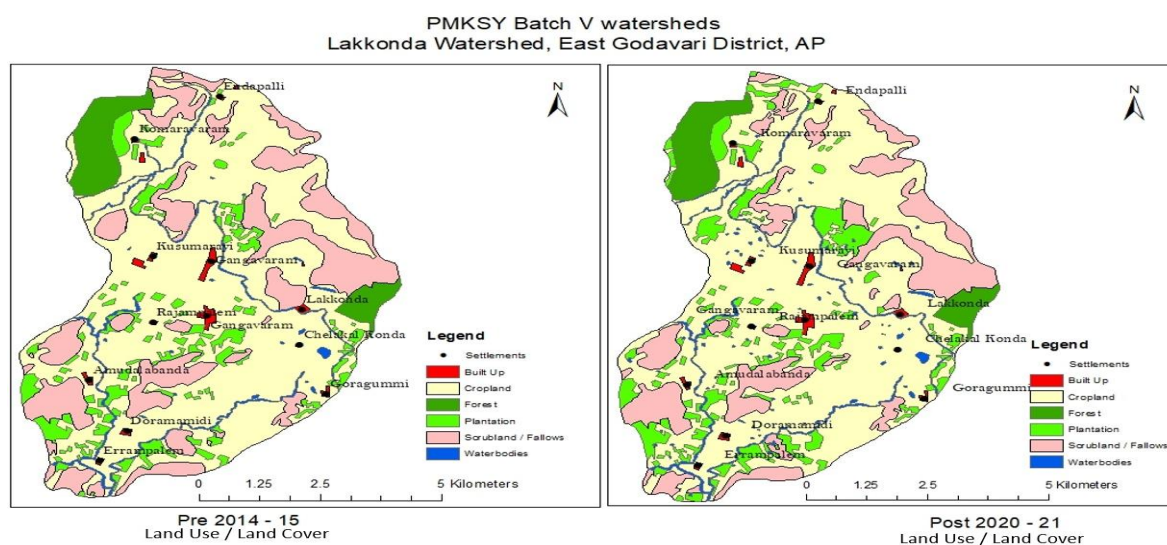 PMKSY Batch V watersheds
Lakkonda Watershed, East Godavari District, AP
Endapalli
N
Komaravaram
Kusumarayi
Gangavaram
Lakkonda
Rajampalem
Gangavaram
Chelakal Konda
Amudalabanda
Goragummi
Doramamidi
Errampalem
Legend
Settlements
Built Up
Cropland
Forest
Plantation
Scrubland / Fallows
Waterbodies
0 1.25 2.5 5 Kilometers
Pre 2014 - 15
Land Use / Land Cover
Endapalli
N
Komaravaram
Kusumarayi
Gangavaram
Lakkonda
Gangavaram
Rajampalem
Chelakal Konda
Amudalabanda
Goragummi
Doramamidi
Errampalem
Legend
Settlements
Built Up
Cropland
Forest
Plantation
Scrubland / Fallows
Waterbodies
0 1.25 2.5 5 Kilometers
Post 2020 - 21
Land Use / Land Cover